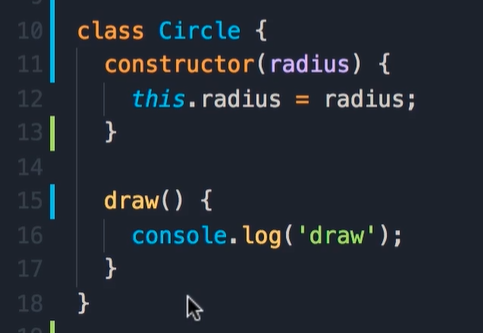 10 class Circle {
11 constructor(radius) {
12 this.radius = radius;
13 }
14
15 draw() {
16 console.log('draw');
17 }
18 }